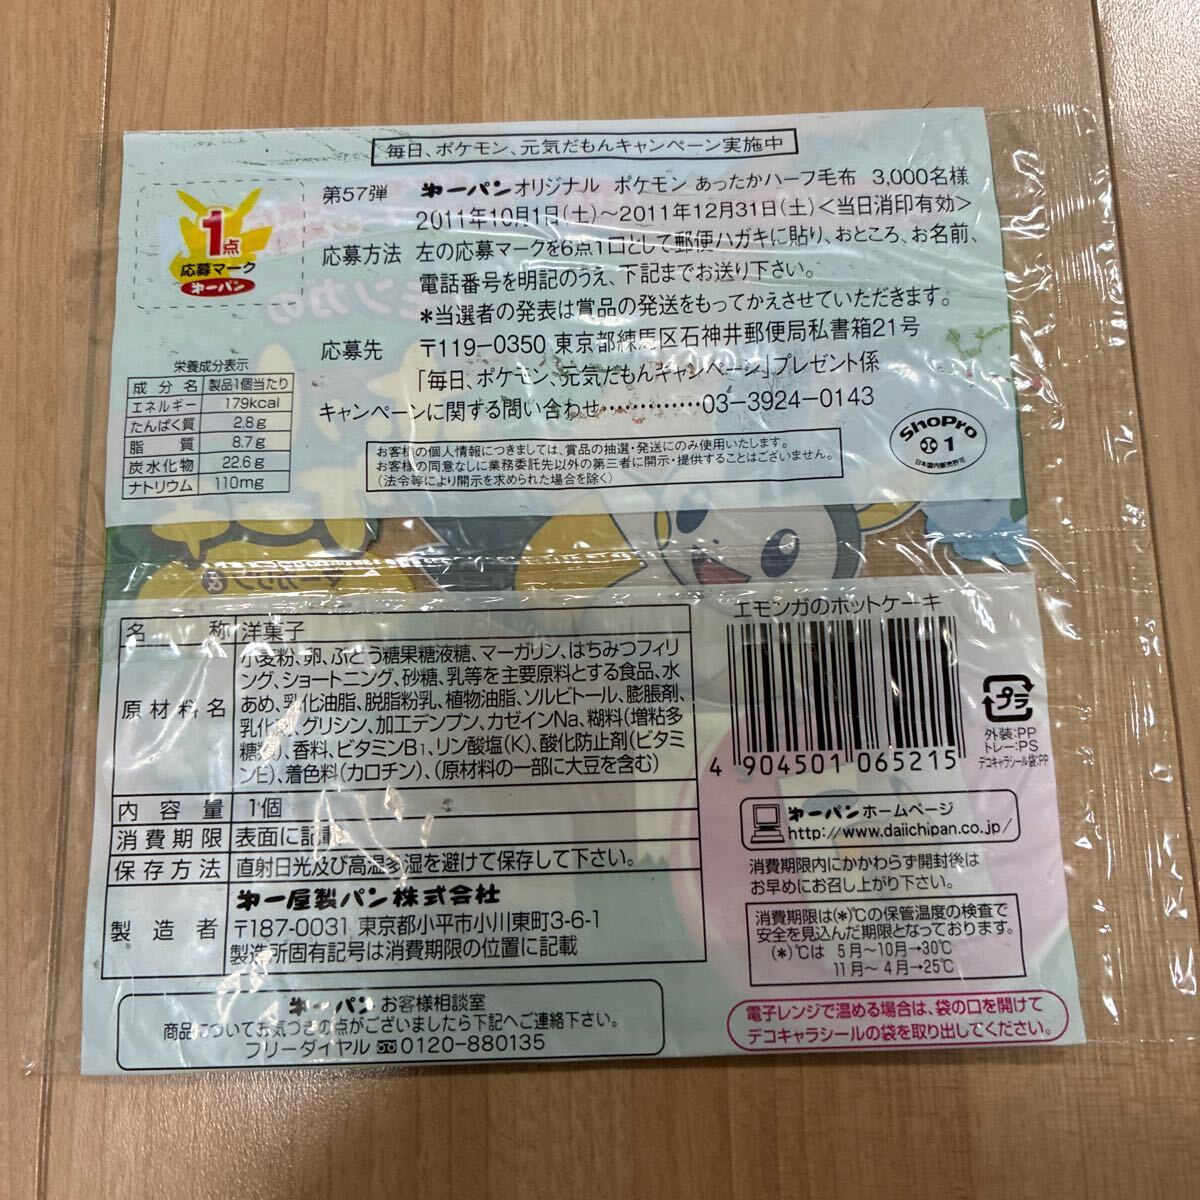 毎日、ポケモン、元気だもんキャンペーン実施中
1点
応募マーク
第一パン
第57弾 第一パンオリジナル ポケモン あったかハーフ毛布 3,000名様
2011年10月1日(土)〜2011年12月31日(土)<当日消印有効>
応募方法 左の応募マークを6点1口として郵便ハガキに貼り、おところ、お名前、
電話番号を明記のうえ、下記までお送り下さい。
*当選者の発表は賞品の発送をもってかえさせていただきます。
応募先 〒119-0350 東京都練馬区石神井郵便局私書箱21号
「毎日、ポケモン、元気だもんキャンペーン」プレゼント係
キャンペーンに関する問い合わせ・・・・・・・・・・・・・03-3924-0143
お客様の個人情報につきましては、賞品の抽選・発送にのみ使用いたします。
お客様の同意なしに業務委託先以外の第三者に開示・提供することはございません。
(法令等により開示を求められた場合を除く)
ShoPro
1
日本国内販売許可
栄養成分表示
成分名 製品1個当たり
エネルギー 179kcal
たんぱく質 2.8g
脂質 8.7g
炭水化物 22.6g
ナトリウム 110mg
モンガの
名称 洋菓子
原材料名 小麦粉、卵、ぶどう糖果糖液糖、マーガリン、はちみつフィリ
ング、ショートニング、砂糖、乳等を主要原料とする食品、水
あめ、乳化油脂、脱脂粉乳、植物油脂、ソルビトール、膨脹剤、
乳化剤、グリシン、加工デンプン、カゼインNa、糊料(増粘多
糖類)、香料、ビタミンB1、リン酸塩(K)、酸化防止剤(ビタミ
ンE)、着色料(カロチン)、(原材料の一部に大豆を含む)
内容量 1個
消費期限 表面に記載
保存方法 直射日光及び高温多湿を避けて保存して下さい。
製造者 第一屋製パン株式会社
〒187-0031 東京都小平市小川東町3-6-1
製造所固有記号は消費期限の位置に記載
第一パン お客様相談室
商品についてお気づきの点がございましたら下記へご連絡下さい。
フリーダイヤル 0120-880135
エモンガのホットケーキ
4 904501 065215
プラ
外装:PP
トレー:PS
デコキャラシール袋:PP
第一パン ホームページ
http://www.daiichipan.co.jp/
消費期限内にかかわらず開封後は
お早めにお召し上がり下さい。
消費期限は(*)℃の保管温度の検査で
安全を見込んだ期限となっております。
(*)℃は 5月〜10月→30℃
11月〜 4月→25℃
電子レンジで温める場合は、袋の口を開けて
デコキャラシールの袋を取り出してください。